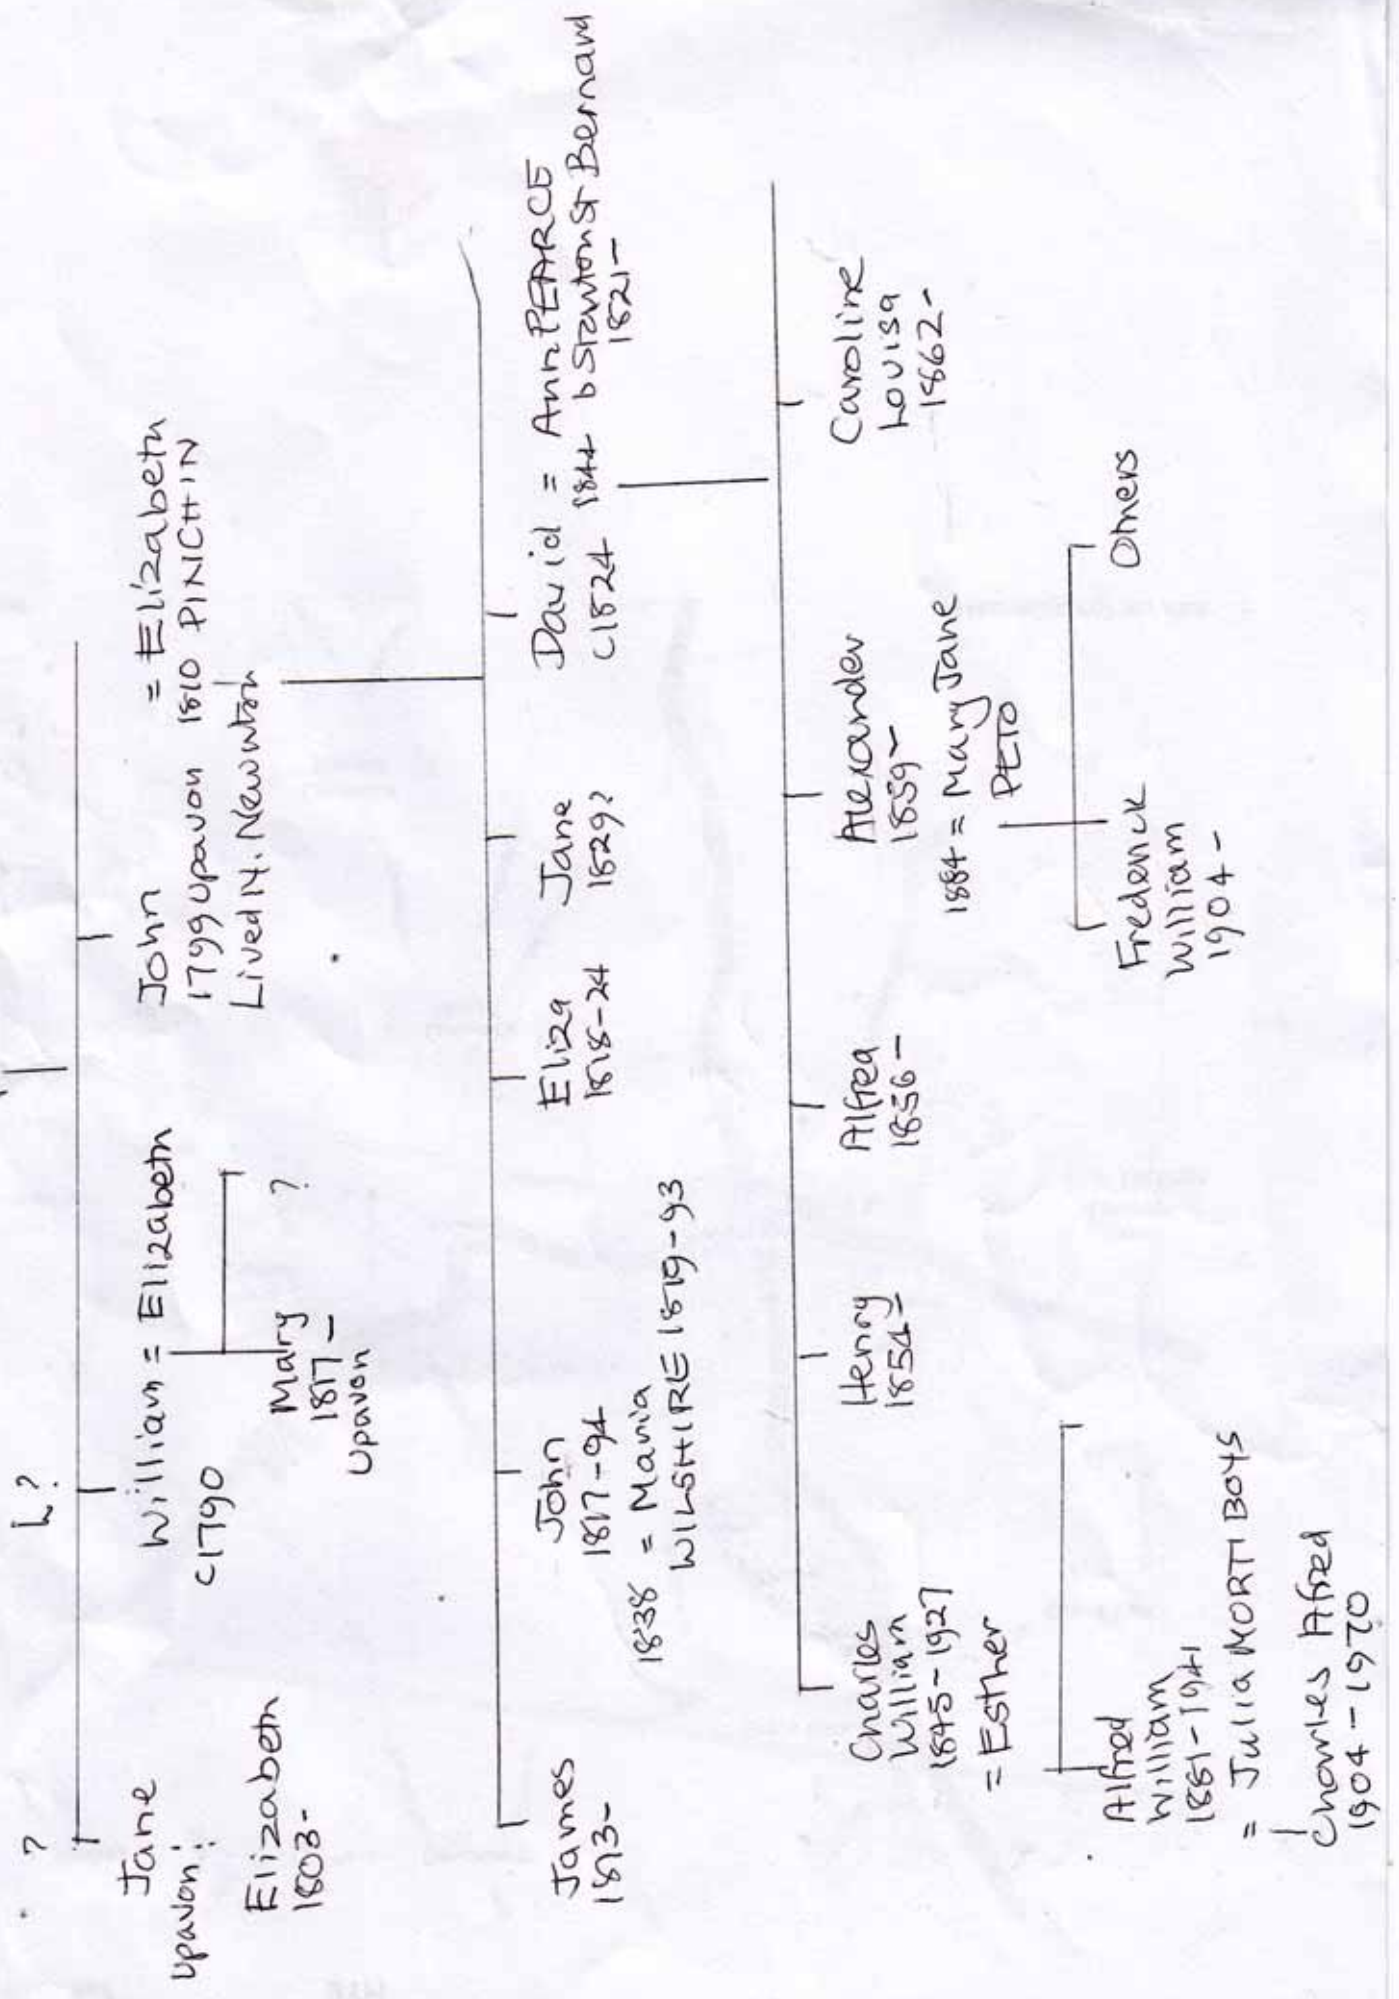 ?
h ?
Jane
Upavon
Elizabeth
1803-
William = Elizabeth
C1790
Mary
1817-
Upavon
?
John = Elizabeth
1799 Upavon 1810 PINCHIN
Lived N. Newnton
James
1813-
John
1817-94
1838 = Maria
WILSHIRE 1819-93
Eliza
1818-24
Jane
1829?
David = Ann PEARCE
C1824 1844 b Stanton St Bernard
1821-
Charles
William
1845-1927
= Esther
Henry
1854-
Alfred
1856-
Alexander
1859-
1884 = Mary Jane
PETO
Caroline
Louisa
1862-
Alfred
William
1881-1941
= Julia MORTIBOYS
Charles Alfred
1904-1970
Frederick
William
1904-
Others